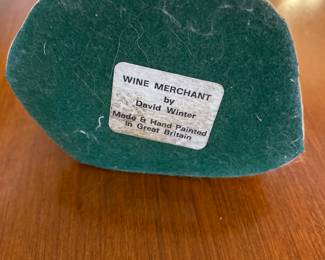 WINE MERCHANT
by
David Winter
Made & Hand Painted
in Great Britain